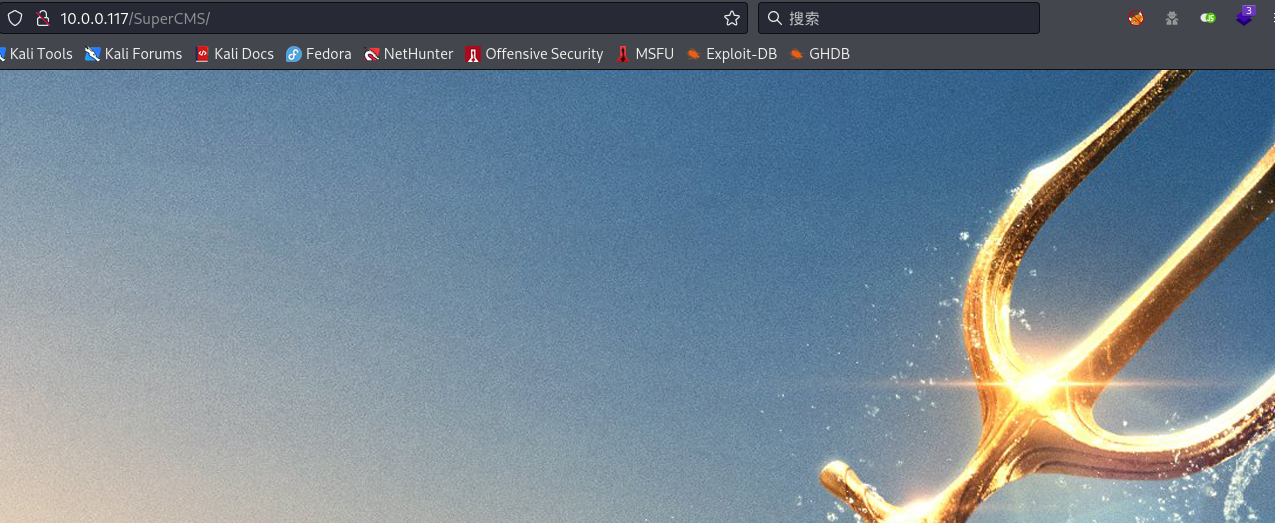 10.0.0.117/SuperCMS/ 搜索 3
Kali Tools Kali Forums Kali Docs Fedora NetHunter Offensive Security MSFU Exploit-DB GHDB